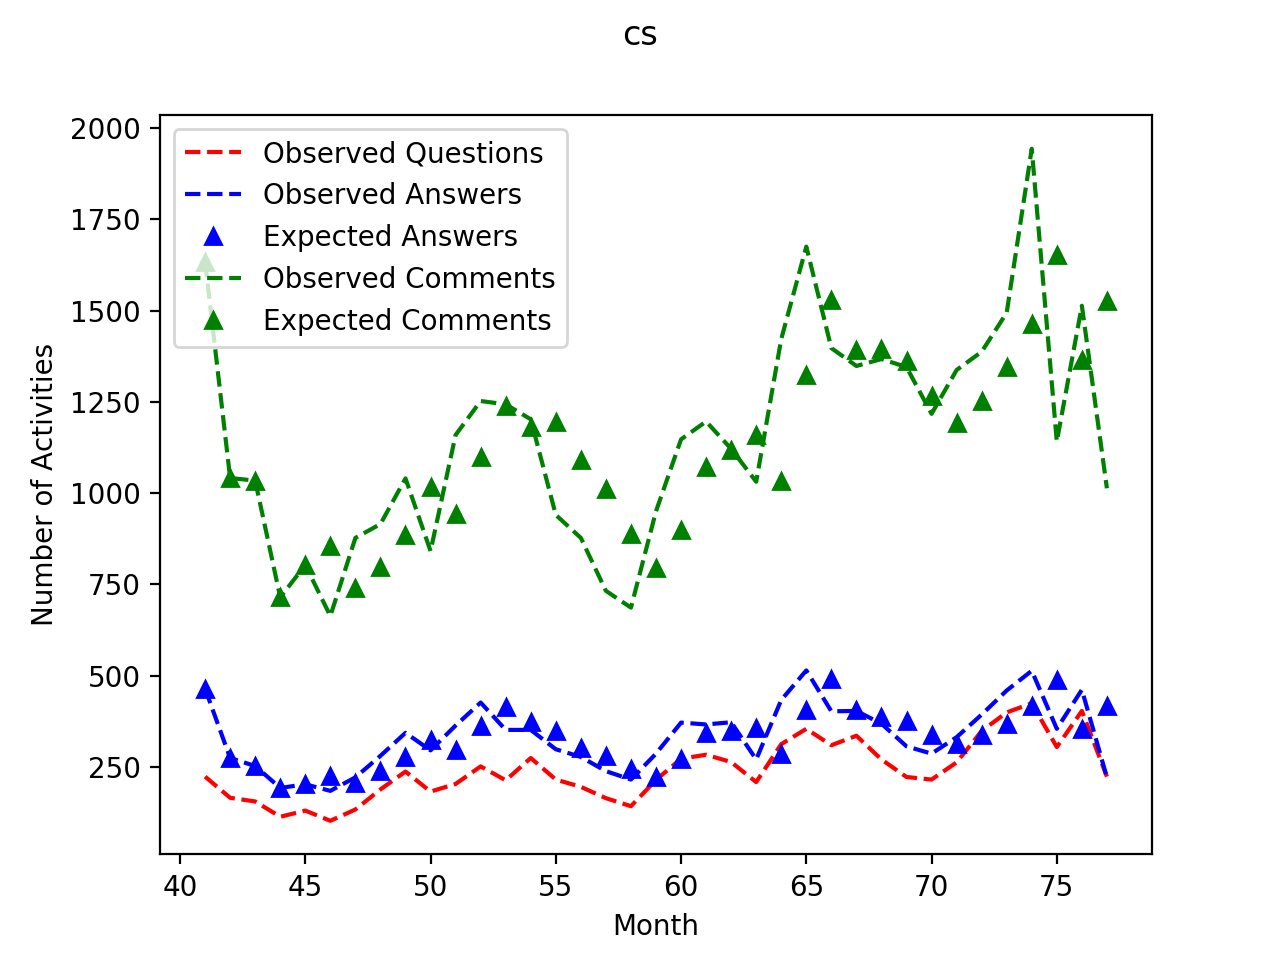 cs
2000
1750
1500
1250
1000
750
500
250
Number of Activities
Observed Questions
Observed Answers
Expected Answers
Observed Comments
Expected Comments
40 45 50 55 60 65 70 75
Month